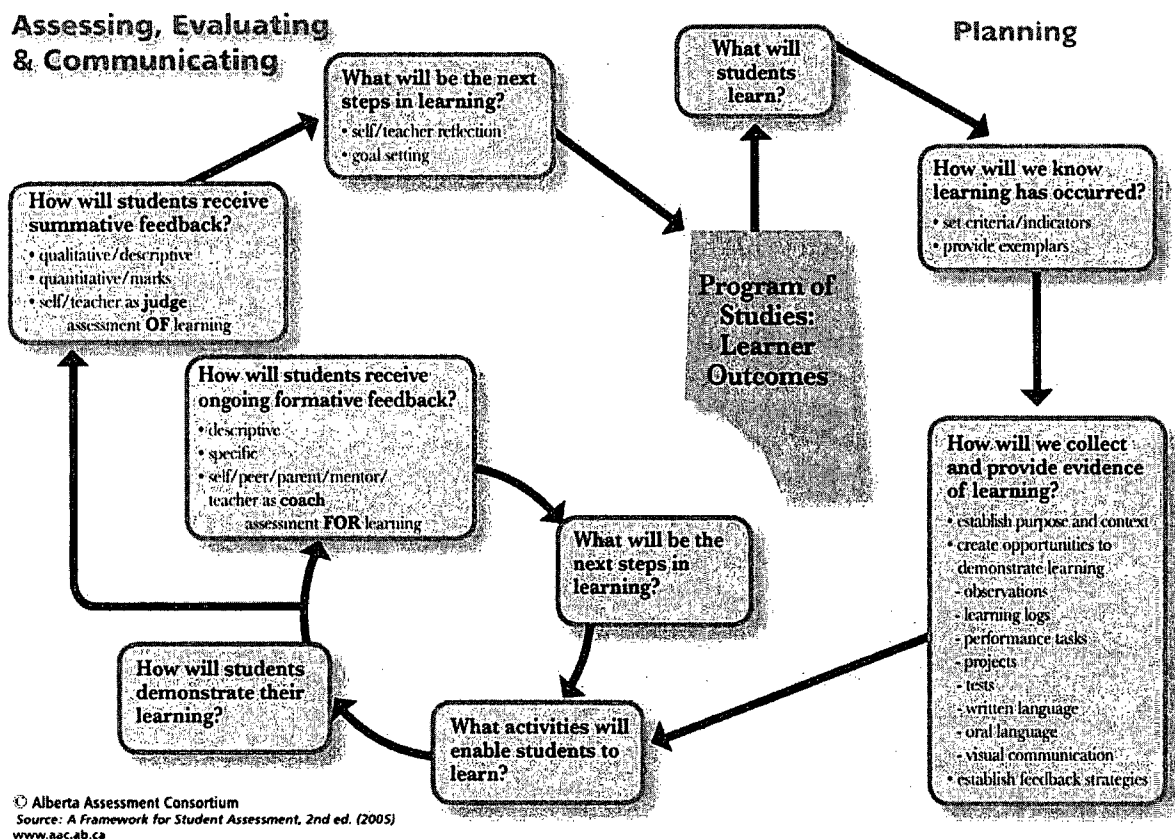 Assessing, Evaluating
& Communicating
Planning
What will
students
learn?
How will we know
learning has occurred?
• set criteria/indicators
• provide exemplars
How will we collect
and provide evidence
of learning?
• establish purpose and context
• create opportunities to
demonstrate learning
- observations
- learning logs
- performance tasks
- projects
- tests
- written language
- oral language
- visual communication
• establish feedback strategies
What activities will
enable students to
learn?
How will students
demonstrate their
learning?
How will students receive
ongoing formative feedback?
• descriptive
• specific
• self/peer/parent/mentor/
teacher as coach
assessment FOR learning
What will be the
next steps in
learning?
How will students receive
summative feedback?
• qualitative/descriptive
• quantitative/marks
• self/teacher as judge
assessment OF learning
What will be the next
steps in learning?
• self/teacher reflection
• goal setting
Program of
Studies:
Learner
Outcomes
© Alberta Assessment Consortium
Source: A Framework for Student Assessment, 2nd ed. (2005)
www.aac.ab.ca